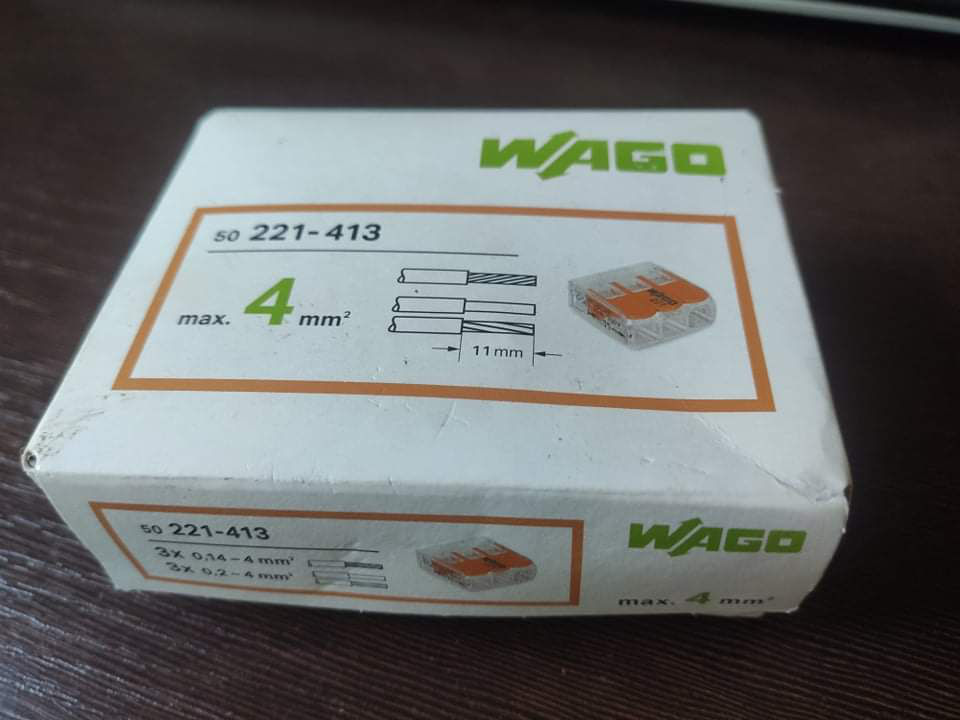 WAGO
50 221-413
max. 4 mm²
11 mm
WAGO
50 221-413
3x 0,14-4 mm²
3x 0,2-4 mm²
WAGO
max. 4 mm²